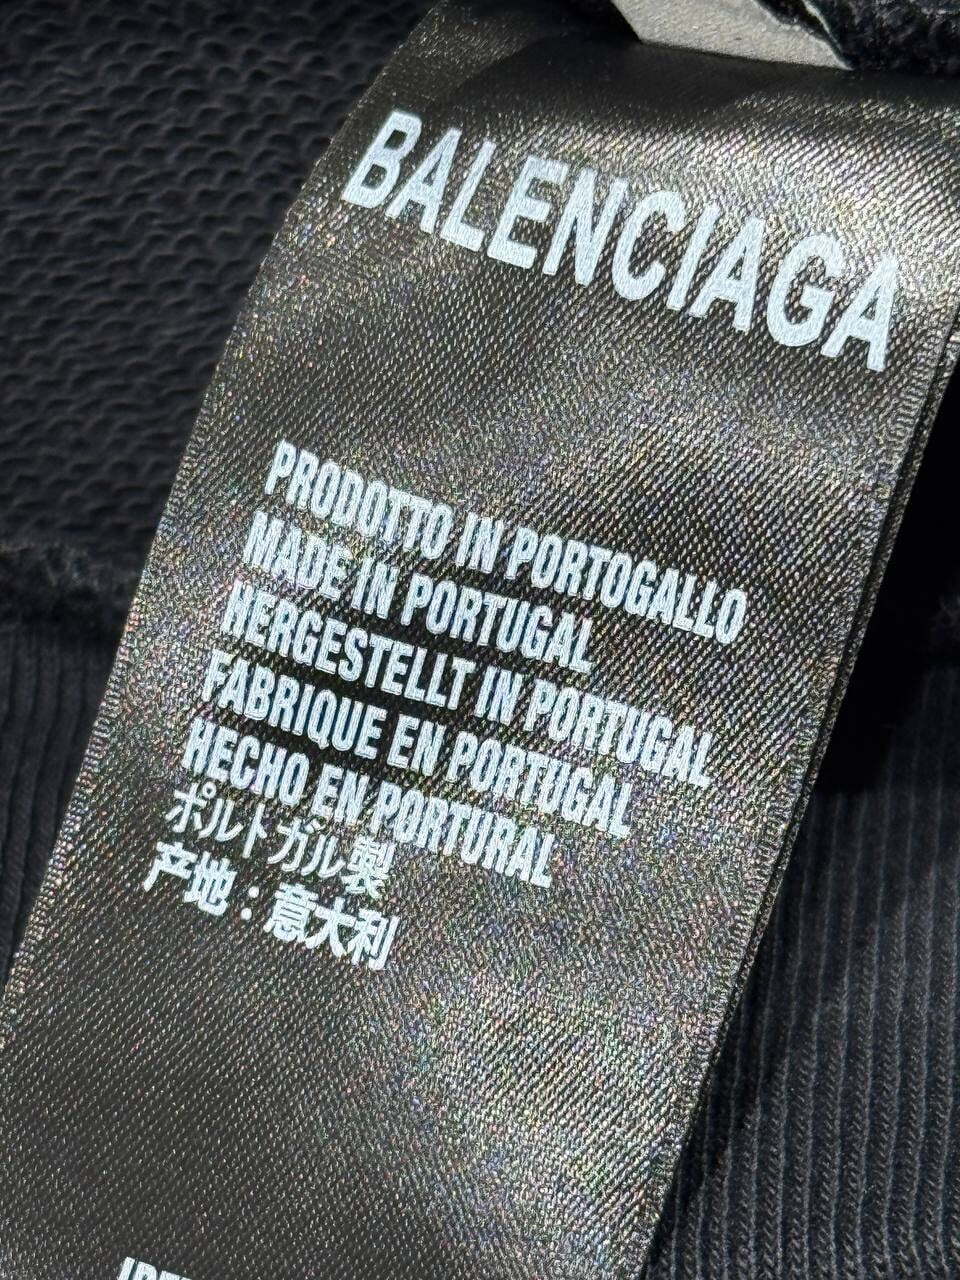 BALENCIAGA
PRODOTTO IN PORTOGALLO
MADE IN PORTUGAL
HERGESTELLT IN PORTUGAL
FABRIQUE EN PORTUGAL
HECHO EN PORTURAL
ポルトガル製
产地：意大利